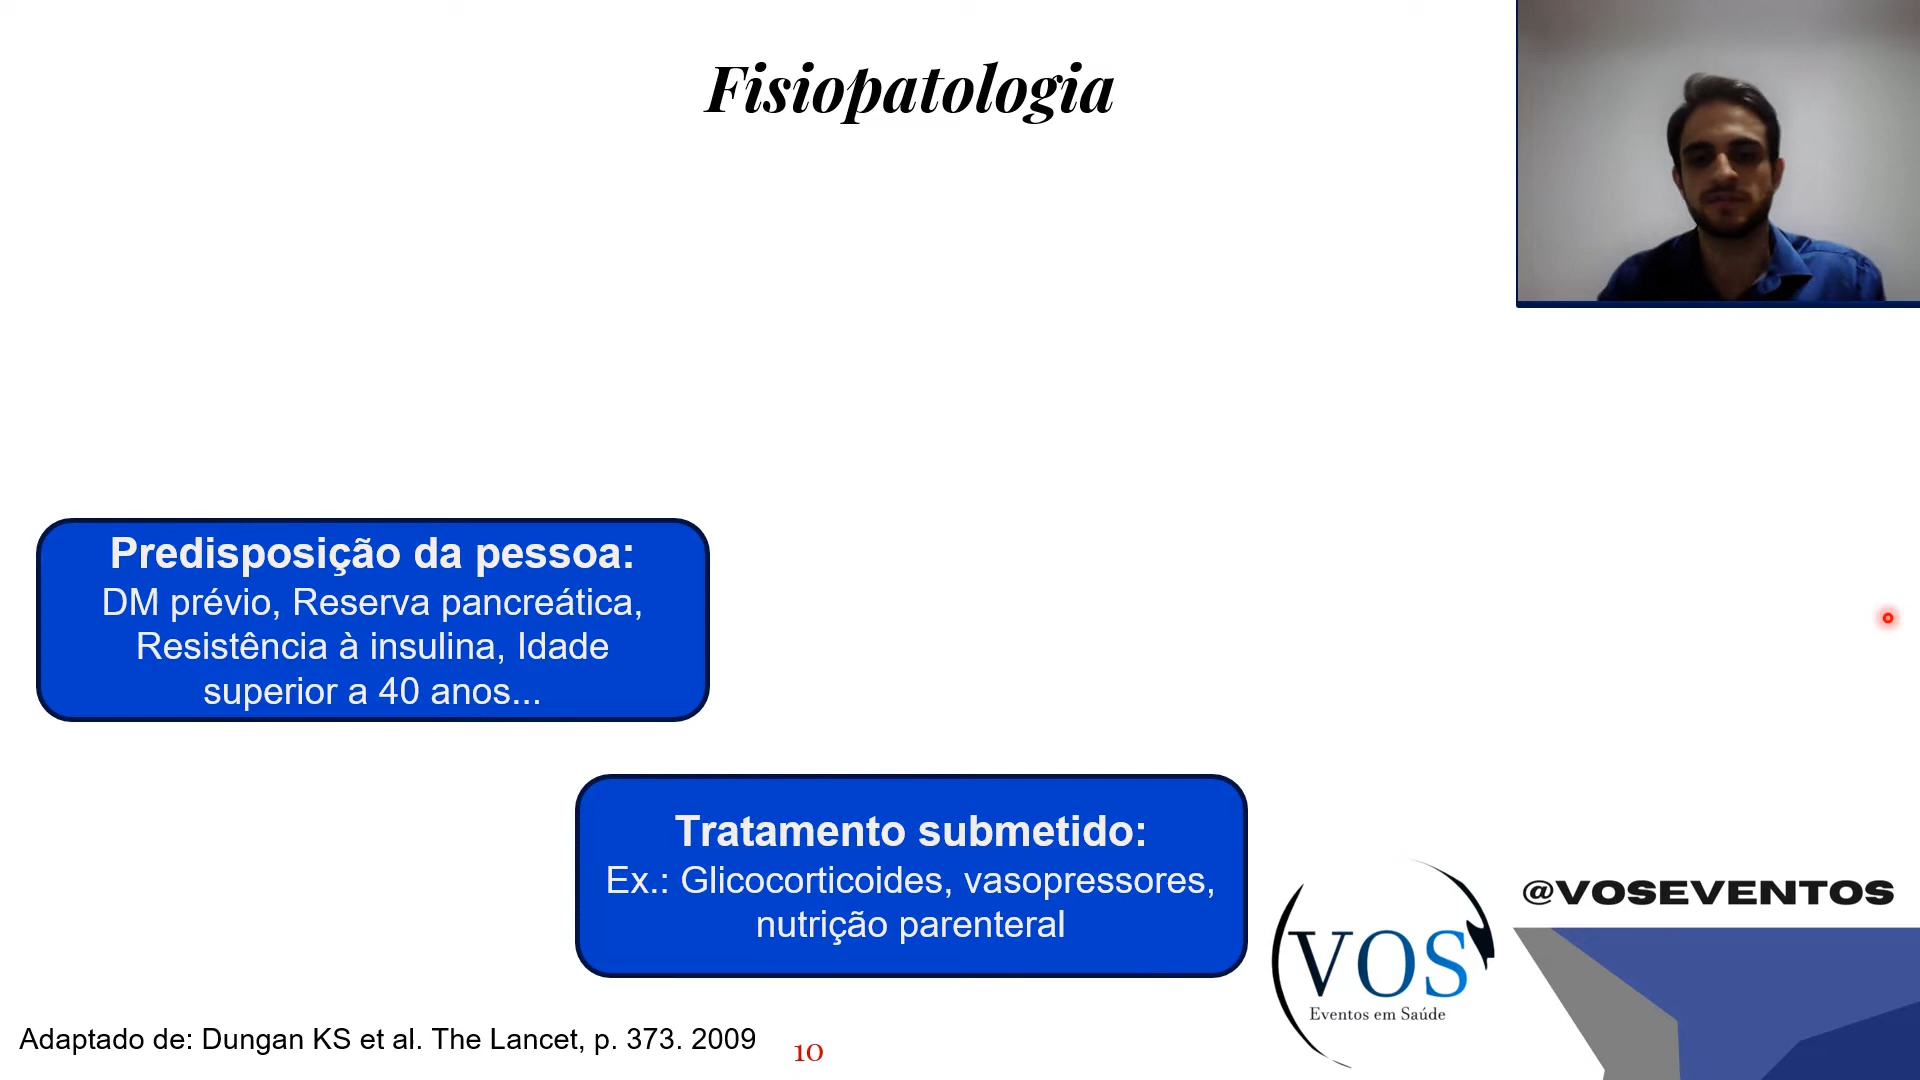 Fisiopatologia
Predisposição da pessoa:
DM prévio, Reserva pancreática,
Resistência à insulina, Idade
superior a 40 anos...
Tratamento submetido:
Ex.: Glicocorticoides, vasopressores,
nutrição parenteral
@VOSEVENTOS
VOS
Eventos em Saúde
Adaptado de: Dungan KS et al. The Lancet, p. 373. 2009
10